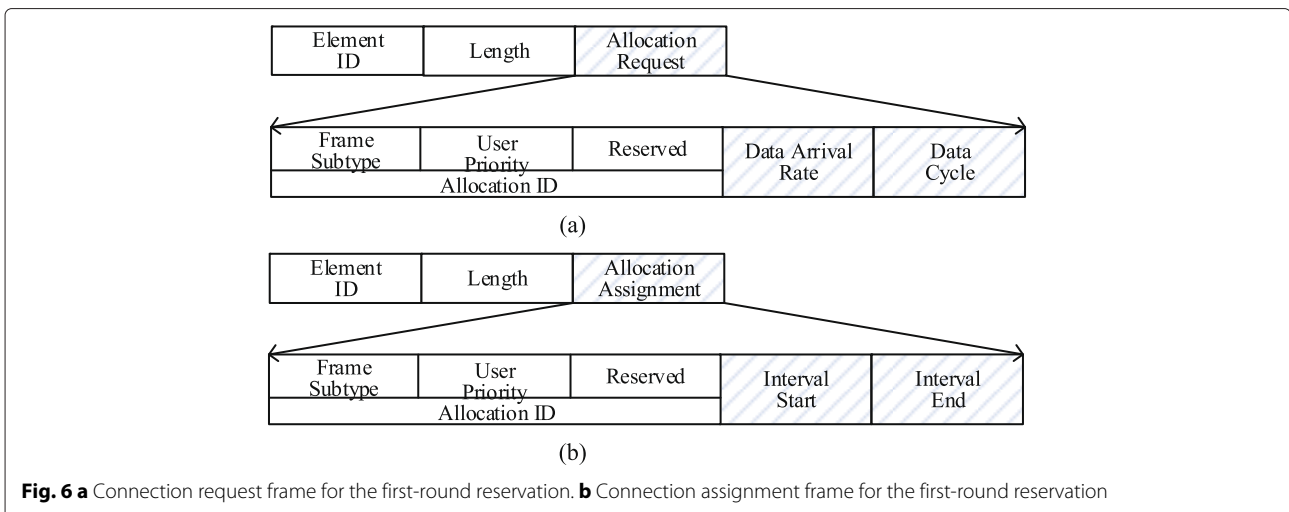 Element ID
Length
Allocation Request
Frame Subtype
User Priority
Reserved
Data Arrival Rate
Data Cycle
Allocation ID
(a)
Element ID
Length
Allocation Assignment
Frame Subtype
User Priority
Reserved
Interval Start
Interval End
Allocation ID
(b)
Fig. 6 a Connection request frame for the first-round reservation. b Connection assignment frame for the first-round reservation